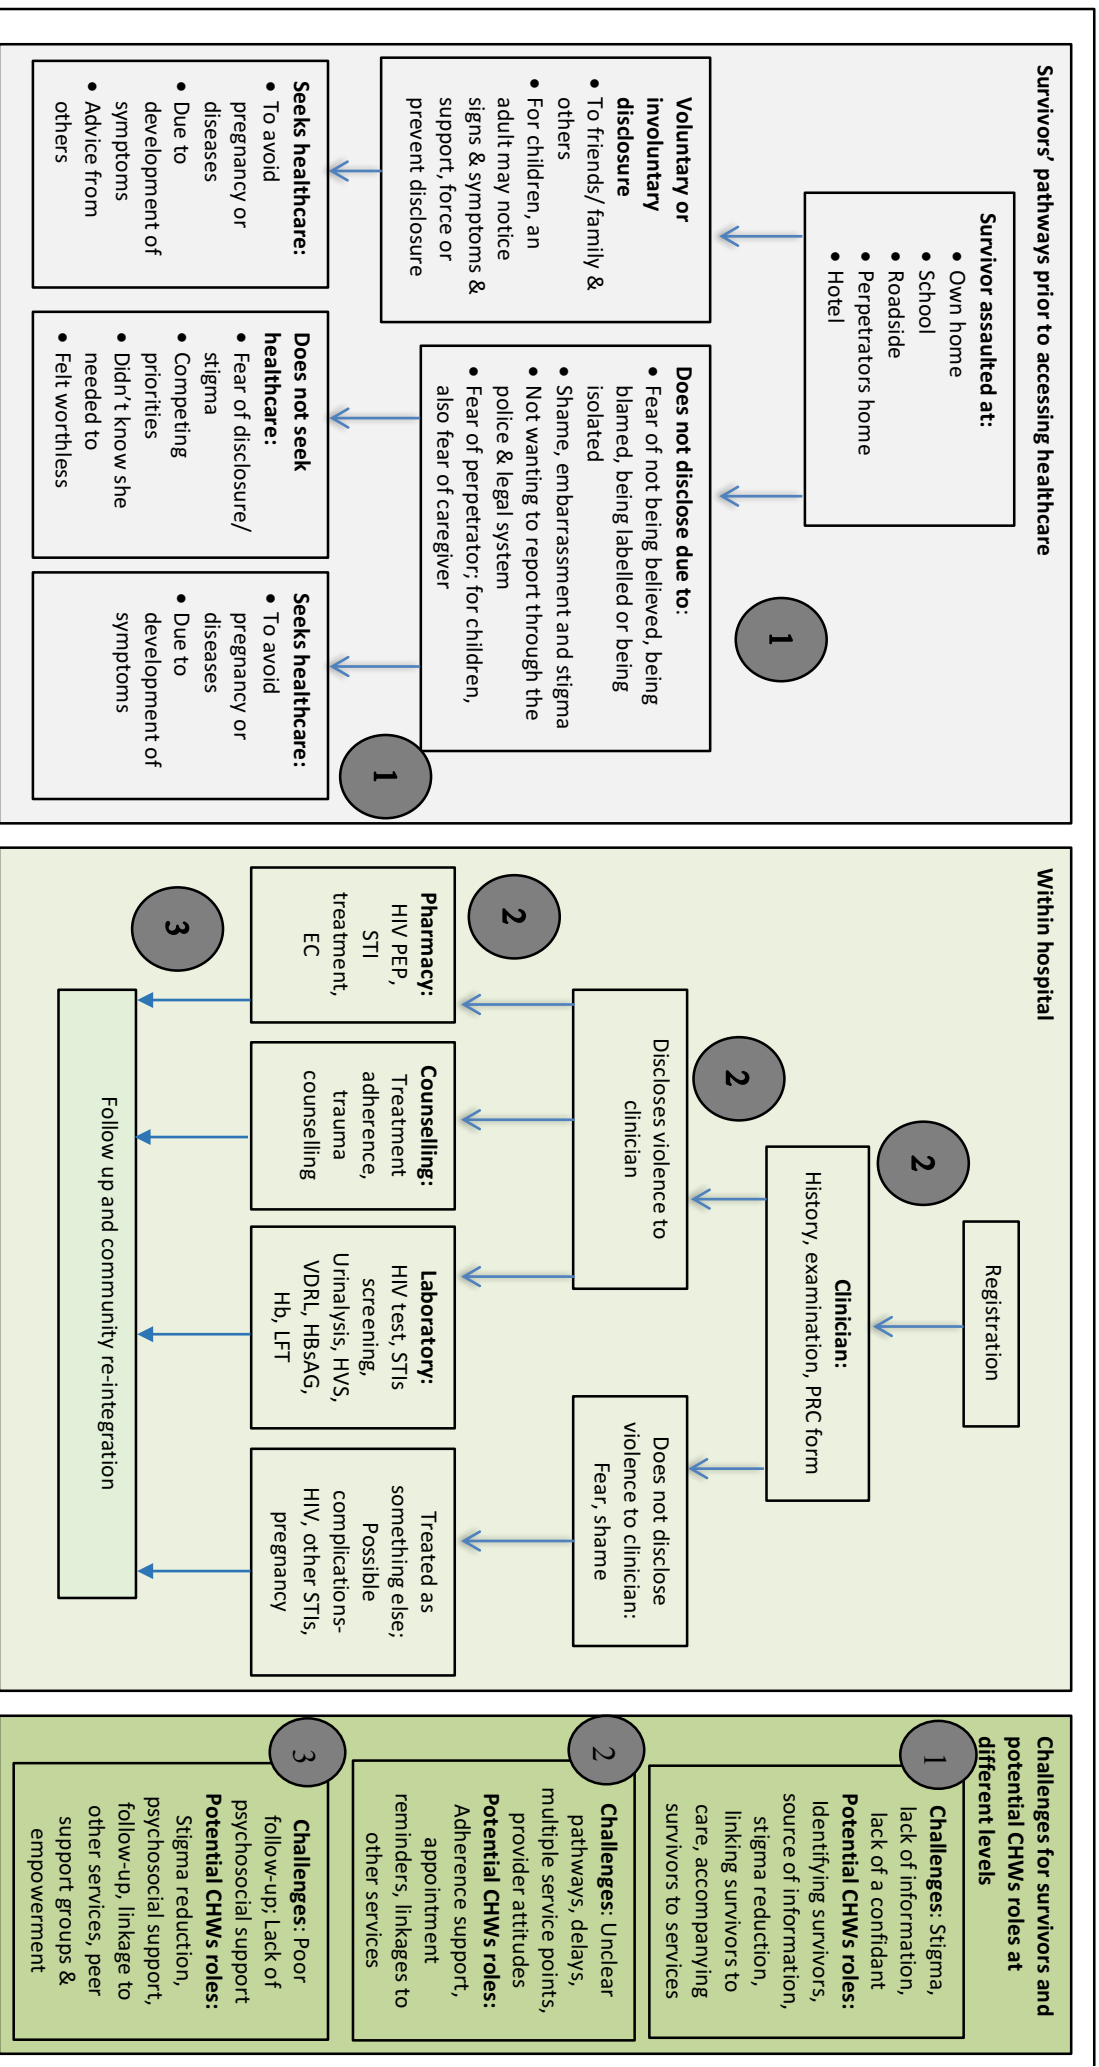 Survivors’ pathways prior to accessing healthcare
Survivor assaulted at:
• Own home
• School
• Roadside
• Perpetrators home
• Hotel
1
Voluntary or
involuntary
disclosure
• To friends/ family &
others
• For children, an
adult may notice
signs & symptoms &
support, force or
prevent disclosure
Does not disclose due to:
• Fear of not being believed, being
blamed, being labelled or being
isolated
• Shame, embarrassment and stigma
• Not wanting to report through the
police & legal system
• Fear of perpetrator; for children,
also fear of caregiver
1
Seeks healthcare:
• To avoid
pregnancy or
diseases
• Due to
development of
symptoms
• Advice from
others
Does not seek
healthcare:
• Fear of disclosure/
stigma
• Competing
priorities
• Didn’t know she
needed to
• Felt worthless
Seeks healthcare:
• To avoid
pregnancy or
diseases
• Due to
development of
symptoms
Within hospital
Registration
2
Clinician:
History, examination, PRC form
2
Discloses violence to
clinician
Does not disclose
violence to clinician:
Fear, shame
2
Pharmacy:
HIV PEP,
STI
treatment,
EC
Counselling:
Treatment
adherence,
trauma
counselling
Laboratory:
HIV test, STIs
screening,
Urinalysis, HVS,
VDRL, HBsAG,
Hb, LFT
Treated as
something else;
Possible
complications-
HIV, other STIs,
pregnancy
3
Follow up and community re-integration
Challenges for survivors and
potential CHWs roles at
different levels
1
Challenges: Stigma,
lack of information,
lack of a confidant
Potential CHWs roles:
Identifying survivors,
source of information,
stigma reduction,
linking survivors to
care, accompanying
survivors to services
2
Challenges: Unclear
pathways, delays,
multiple service points,
provider attitudes
Potential CHWs roles:
Adherence support,
appointment
reminders, linkages to
other services
3
Challenges: Poor
follow-up; Lack of
psychosocial support
Potential CHWs roles:
Stigma reduction,
psychosocial support,
follow-up, linkage to
other services, peer
support groups &
empowerment